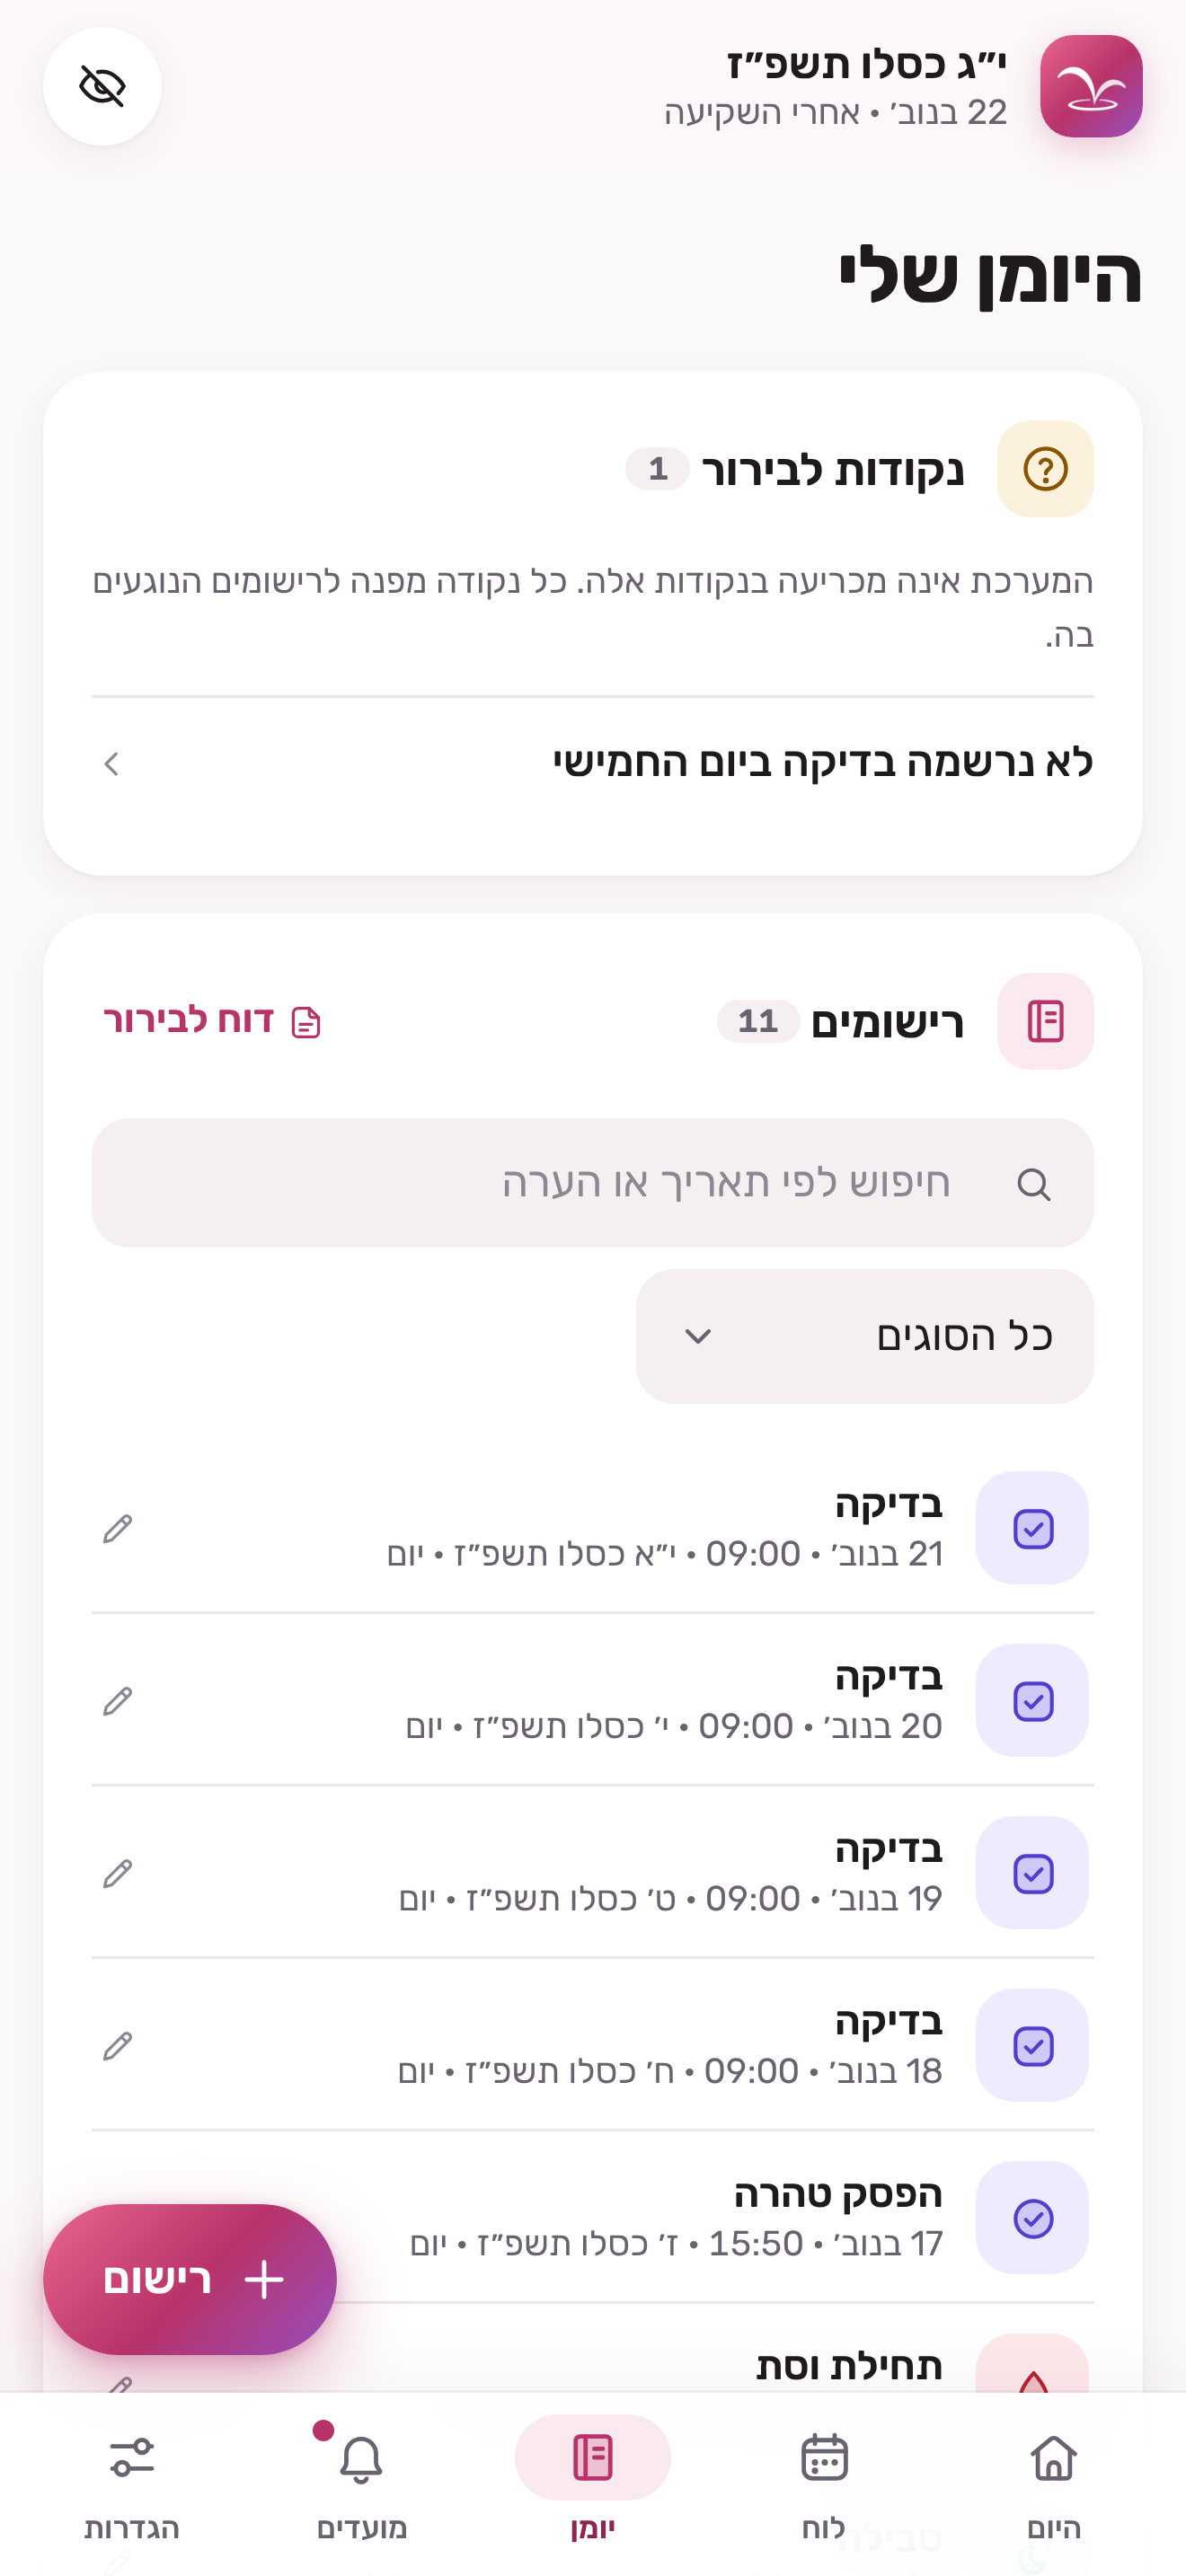 י״ג כסלו תשפ״ז
22 בנוב׳ • אחרי השקיעה
היומן שלי
נקודות לבירור 1
המערכת אינה מכריעה בנקודות אלה. כל נקודה מפנה לרישומים הנוגעים
בה.
לא נרשמה בדיקה ביום החמישי
רישומים 11
דוח לבירור
חיפוש לפי תאריך או הערה
כל הסוגים
בדיקה
21 בנוב׳ • 09:00 • י״א כסלו תשפ״ז • יום
בדיקה
20 בנוב׳ • 09:00 • י׳ כסלו תשפ״ז • יום
בדיקה
19 בנוב׳ • 09:00 • ט׳ כסלו תשפ״ז • יום
בדיקה
18 בנוב׳ • 09:00 • ח׳ כסלו תשפ״ז • יום
הפסק טהרה
17 בנוב׳ • 15:50 • ז׳ כסלו תשפ״ז • יום
רישום
תחילת וסת
טבילה
היום
לוח
יומן
מועדים
הגדרות